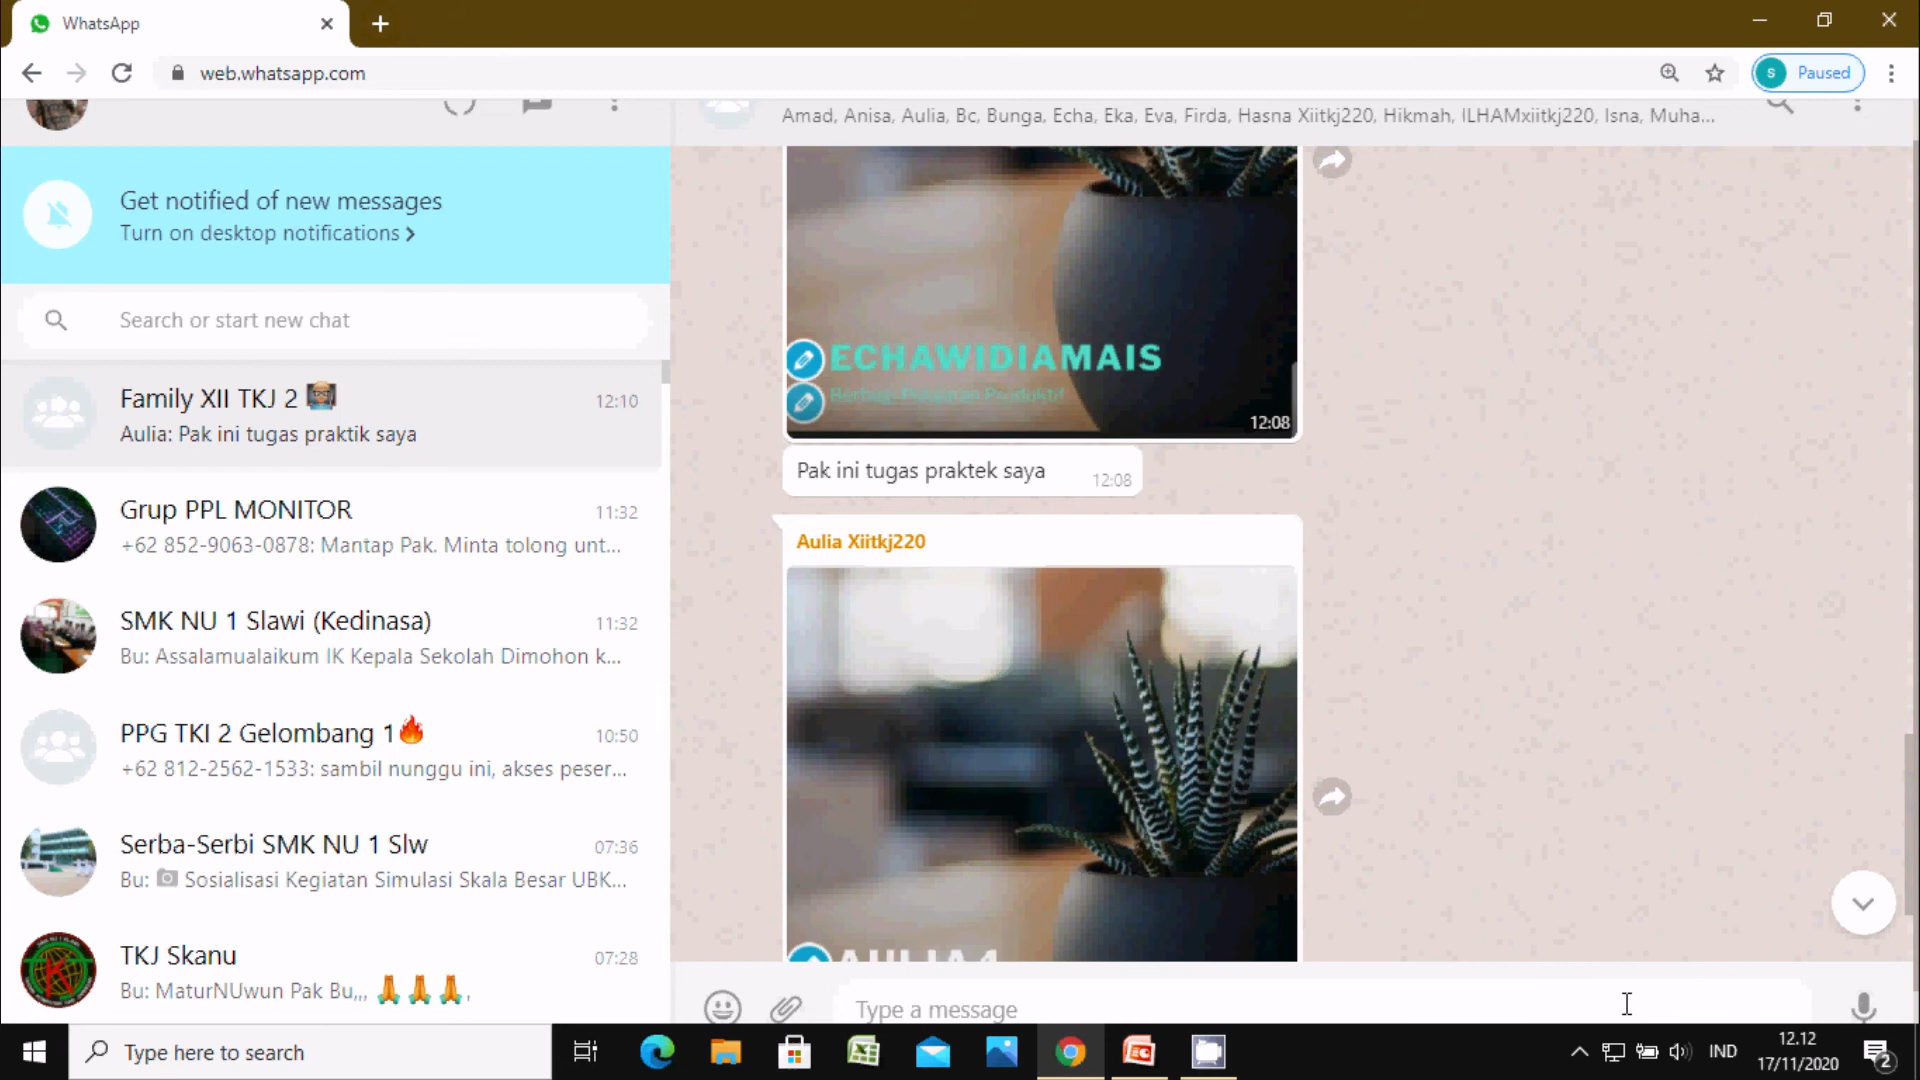 WhatsApp
web.whatsapp.com
S
Paused
Amad, Anisa, Aulia, Bc, Bunga, Echa, Eka, Eva, Firda, Hasna Xiitkj220, Hikmah, ILHAMxiitkj220, Isna, Muha...
Get notified of new messages
Turn on desktop notifications >
Search or start new chat
Family XII TKJ 2
12:10
Aulia: Pak ini tugas praktik saya
Grup PPL MONITOR
11:32
+62 852-9063-0878: Mantap Pak. Minta tolong unt...
SMK NU 1 Slawi (Kedinasa)
11:32
Bu: Assalamualaikum IK Kepala Sekolah Dimohon k...
PPG TKI 2 Gelombang 1🔥
10:50
+62 812-2562-1533: sambil nunggu ini, akses peser...
Serba-Serbi SMK NU 1 Slw
07:36
Bu: Sosialisasi Kegiatan Simulasi Skala Besar UBK...
TKJ Skanu
07:28
Bu: MaturNUwun Pak Bu,,, 🙏🙏🙏,
ECHAWIDIAMAIS
Berbagi Pelajaran Produktif
12:08
Pak ini tugas praktek saya
12:08
Aulia Xiitkj220
AULIA4
Type a message
Type here to search
IND
12.12
17/11/2020
2